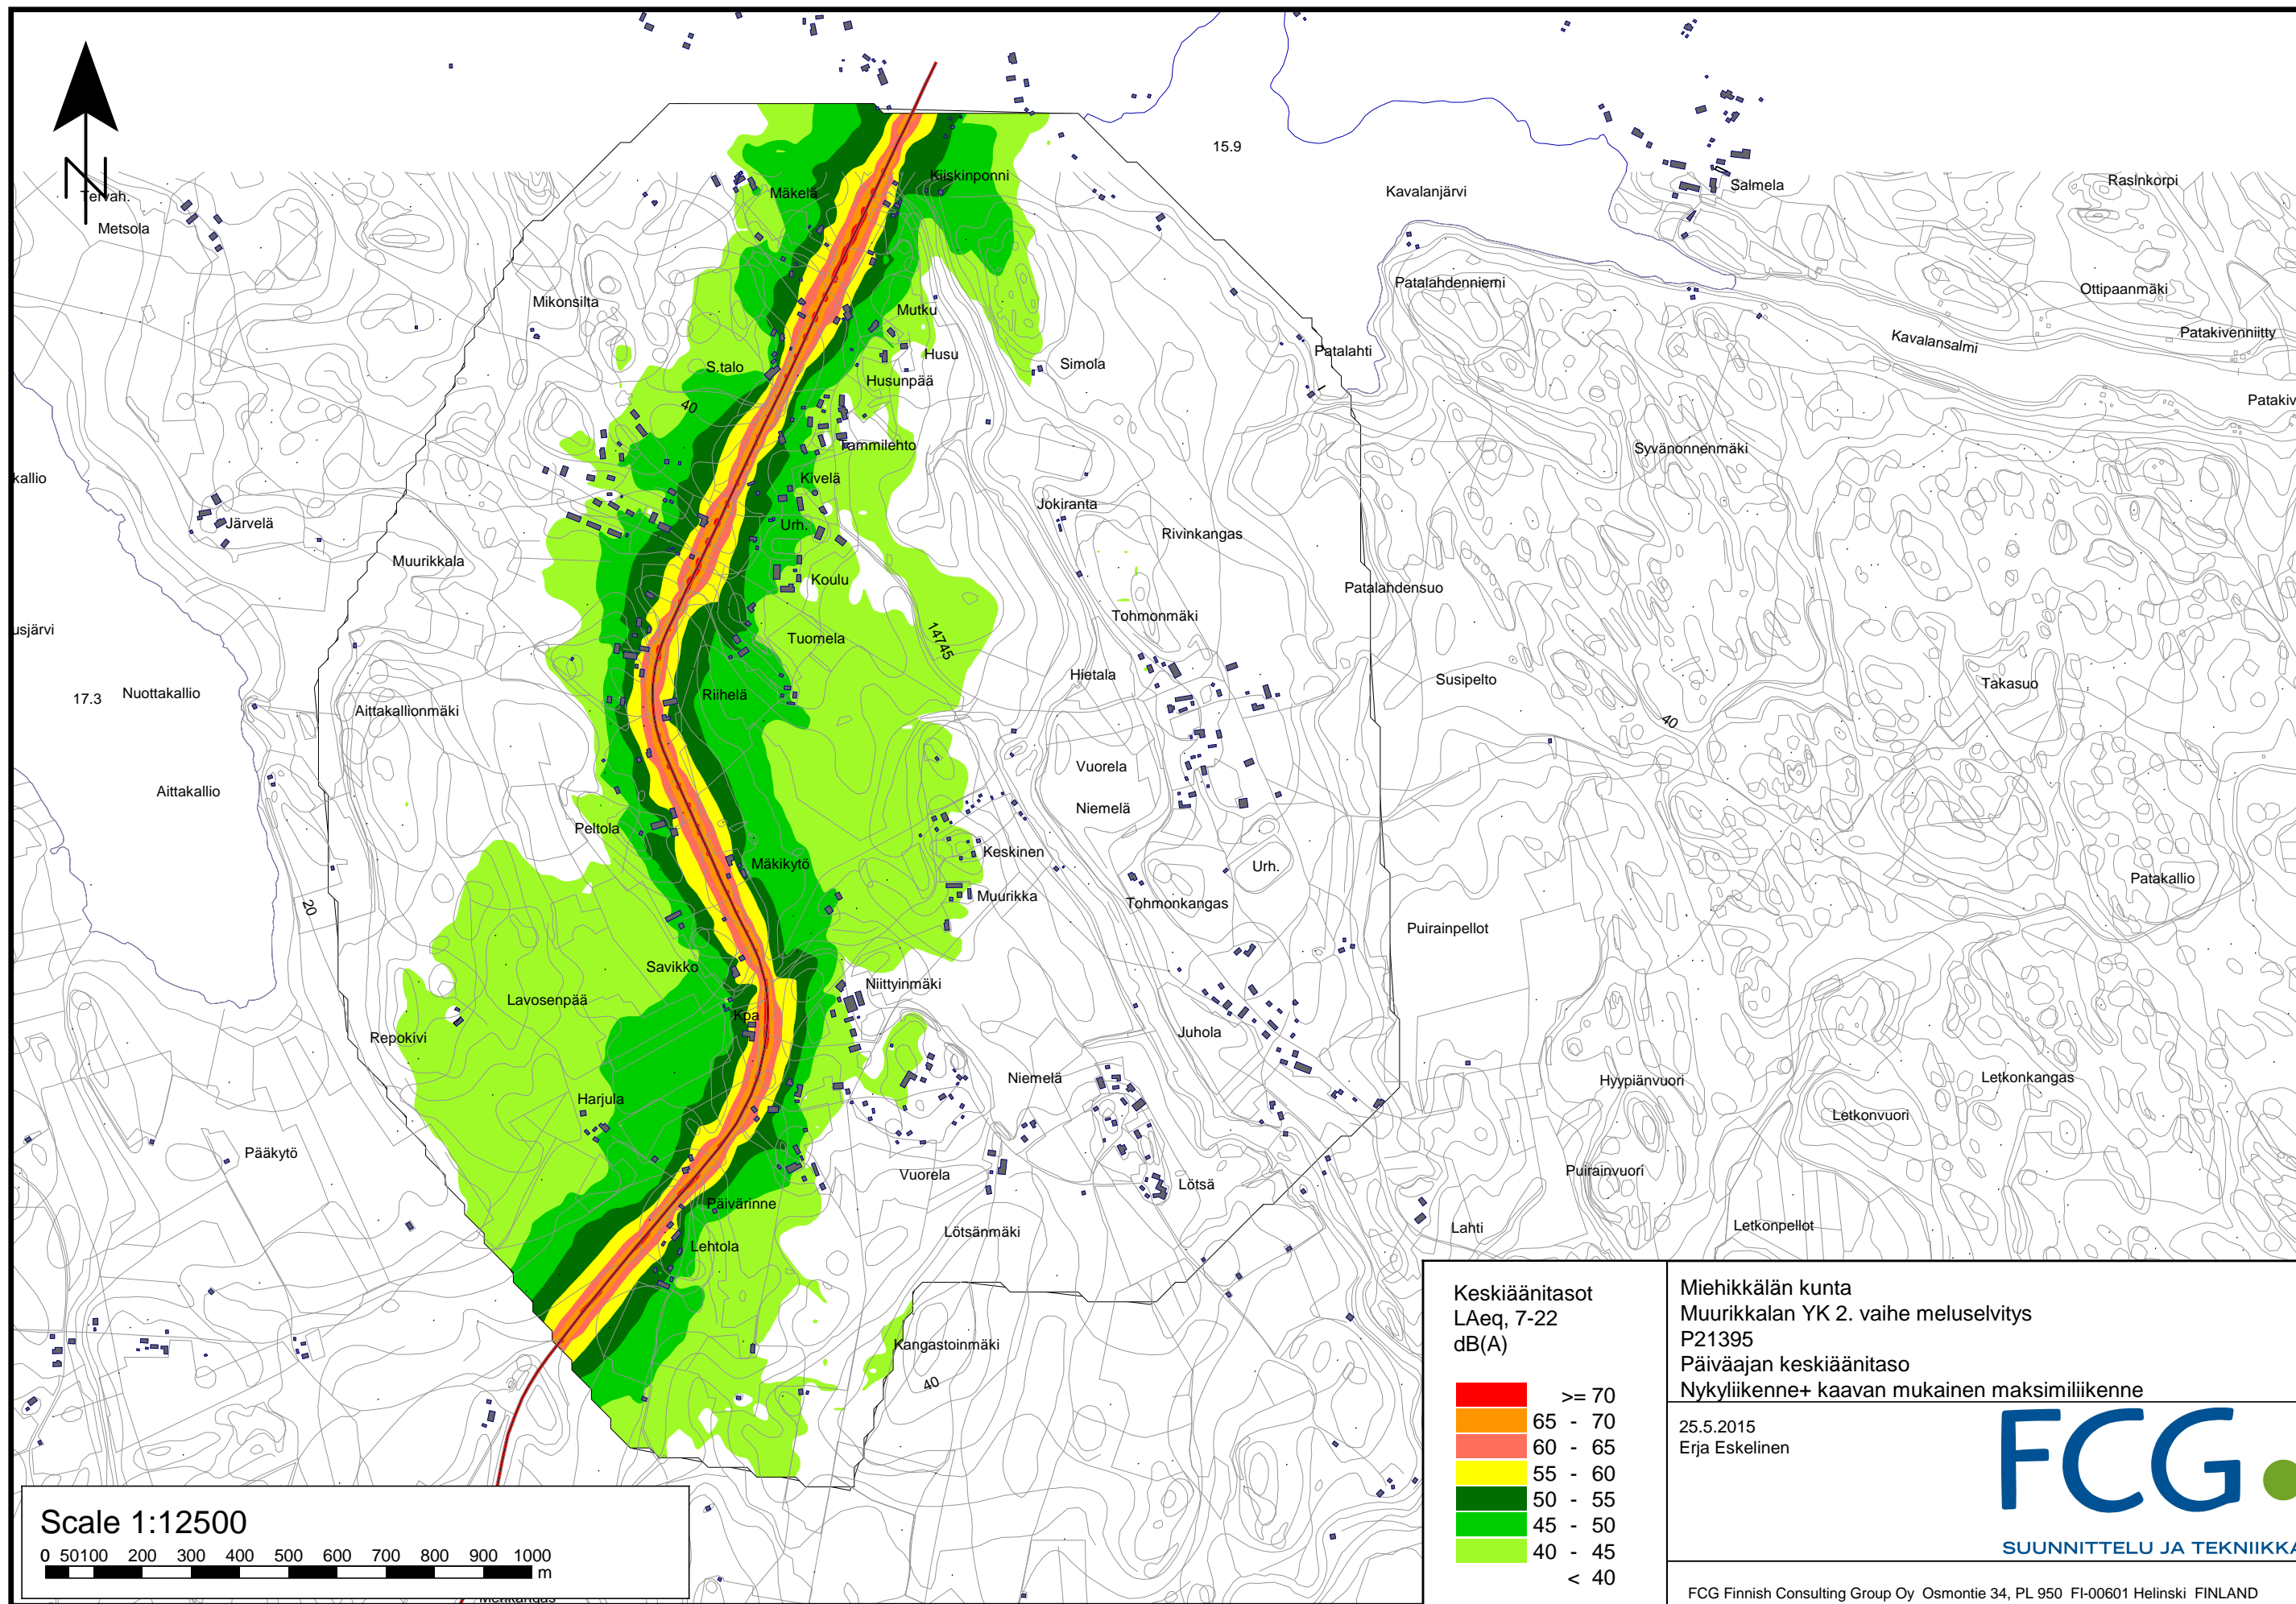 N
Tervah.
Metsola
15.9
Kavalanjärvi
Salmela
Rasinkorpi
Mäkelä
Kiiskinponni
Mikonsilta
Patalahdenniemi
Ottipaanmäki
Mutku
Kavalansalmi
Patakivenniitty
Husu
Simola
Patalahti
S.talo
Husunpää
40
Patakiv
Tammilehto
Syvänonnenmäki
kallio
Kivelä
Jokiranta
Järvelä
Urh.
Rivinkangas
Muurikkala
Koulu
Patalahdensuo
Tohmonmäki
usjärvi
Tuomela
14745
Hietala
Susipelto
Takasuo
17.3
Nuottakallio
Riihelä
Aittakallionmäki
40
Vuorela
Aittakallio
Niemelä
Peltola
Mäkikytö
Keskinen
Urh.
Patakallio
Muurikka
Tohmonkangas
20
Puirainpellot
Savikko
Niittyinmäki
Lavosenpää
Kpa
Repokivi
Juhola
Niemelä
Hyypiänvuori
Letkonkangas
Harjula
Letkonvuori
Pääkytö
Vuorela
Puirainvuori
Lötsä
Päivärinne
Lötsänmäki
Lahti
Letkonpellot
Lehtola
Kangastoinmäki
40
Keskiäänitasot
LAeq, 7-22
dB(A)
>= 70
65 - 70
60 - 65
55 - 60
50 - 55
45 - 50
40 - 45
< 40
Miehikkälän kunta
Muurikkalan YK 2. vaihe meluselvitys
P21395
Päiväajan keskiäänitaso
Nykyliikenne+ kaavan mukainen maksimiliikenne
25.5.2015
Erja Eskelinen
FCG
SUUNNITTELU JA TEKNIIKKA
FCG Finnish Consulting Group Oy Osmontie 34, PL 950 FI-00601 Helinski FINLAND
Scale 1:12500
0 50 100 200 300 400 500 600 700 800 900 1000
m